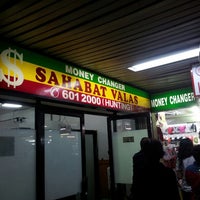 $
MONEY CHANGER
SAHABAT VALAS
601 2000 (HUNTING)
MONEY CHANGER